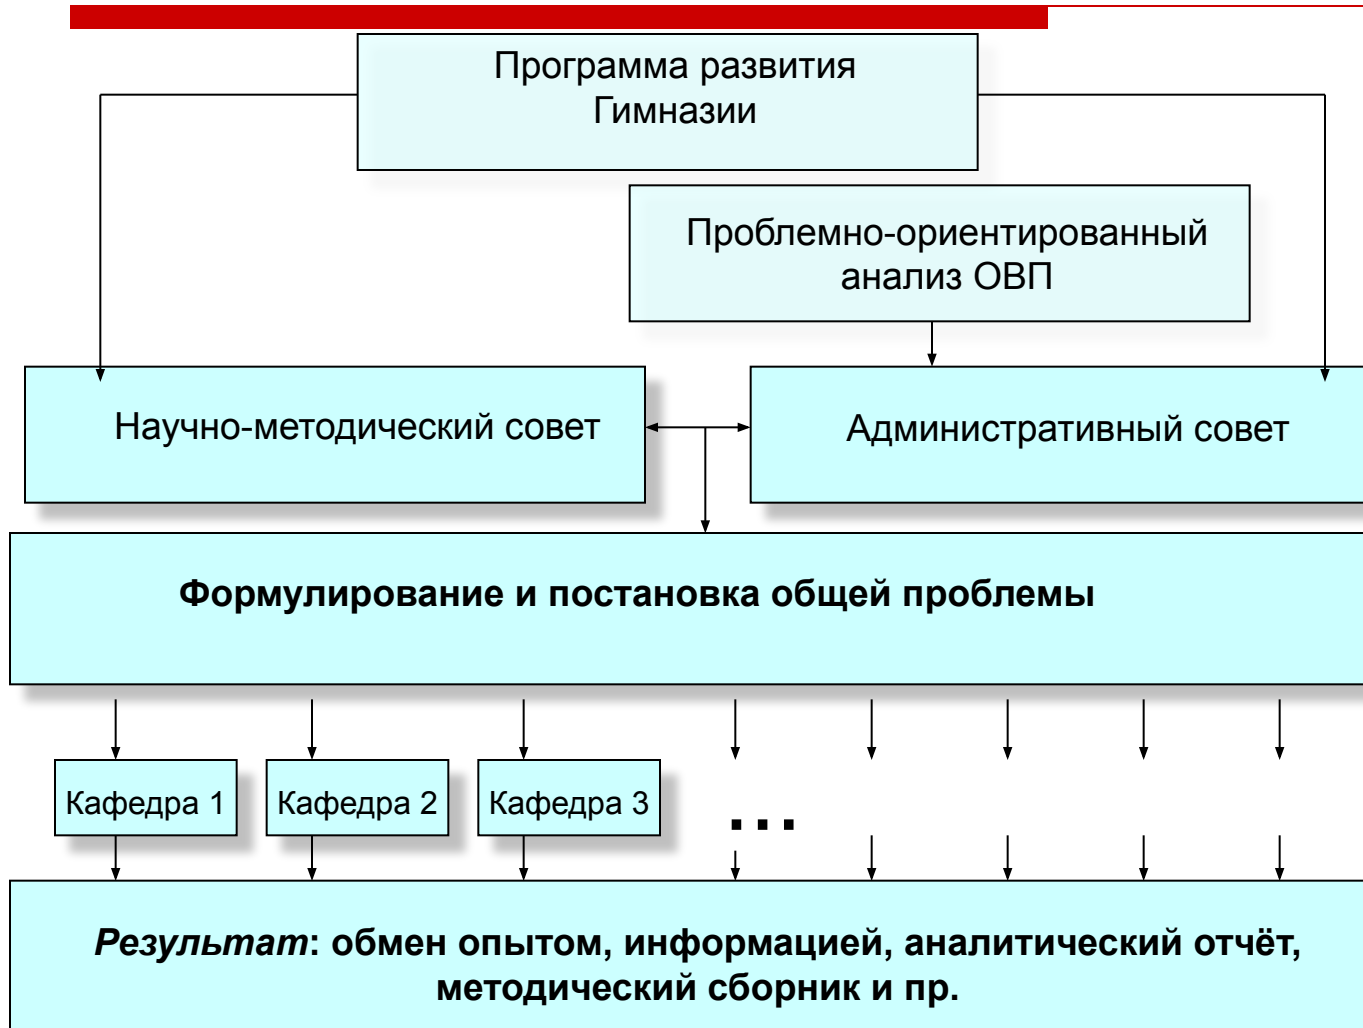 Программа развития
Гимназии
Проблемно-ориентированный
анализ ОВП
Научно-методический совет
Административный совет
Формулирование и постановка общей проблемы
Кафедра 1
Кафедра 2
Кафедра 3
...
Результат: обмен опытом, информацией, аналитический отчёт,
методический сборник и пр.